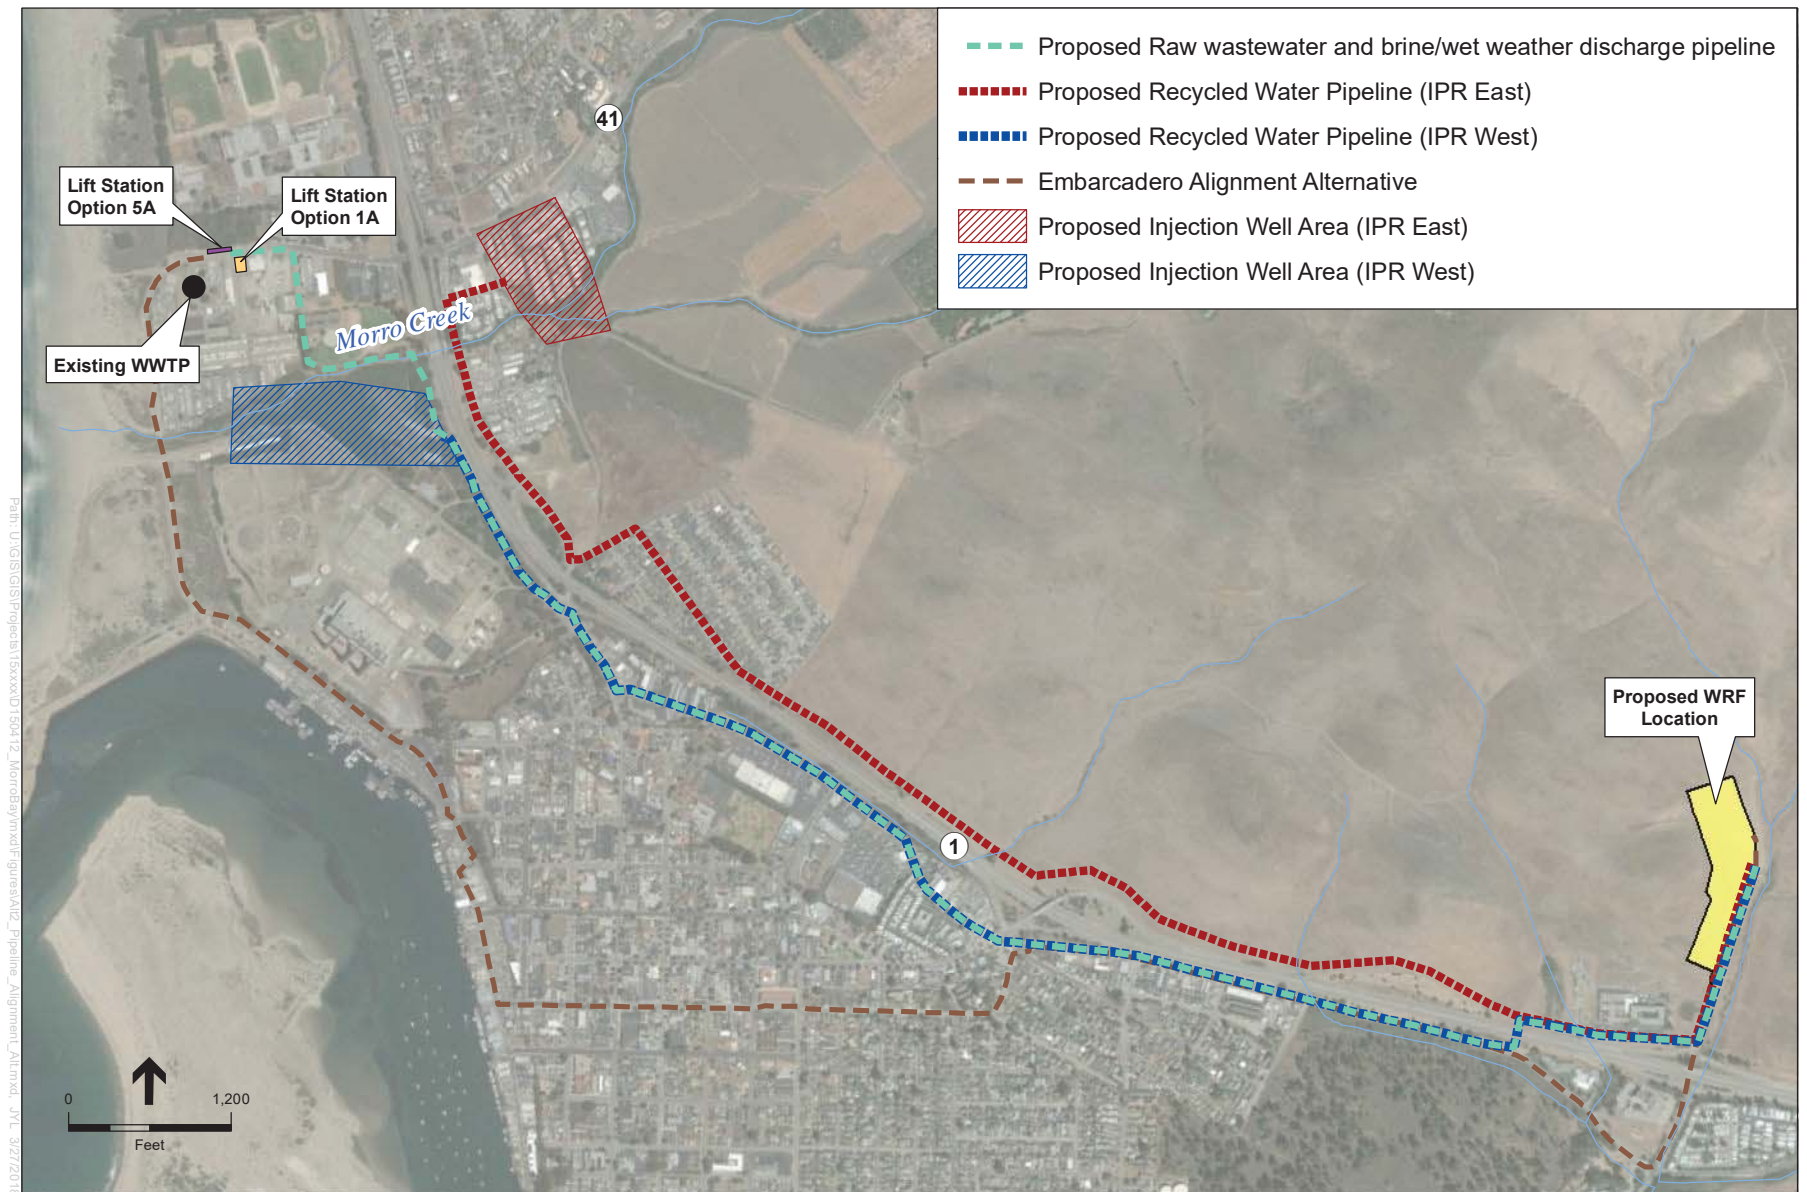 Proposed Raw wastewater and brine/wet weather discharge pipeline
Proposed Recycled Water Pipeline (IPR East)
Proposed Recycled Water Pipeline (IPR West)
Embarcadero Alignment Alternative
Proposed Injection Well Area (IPR East)
Proposed Injection Well Area (IPR West)
41
Lift Station
Option 5A
Lift Station
Option 1A
Morro Creek
Existing WWTP
Proposed WRF
Location
1
0 1,200
Feet